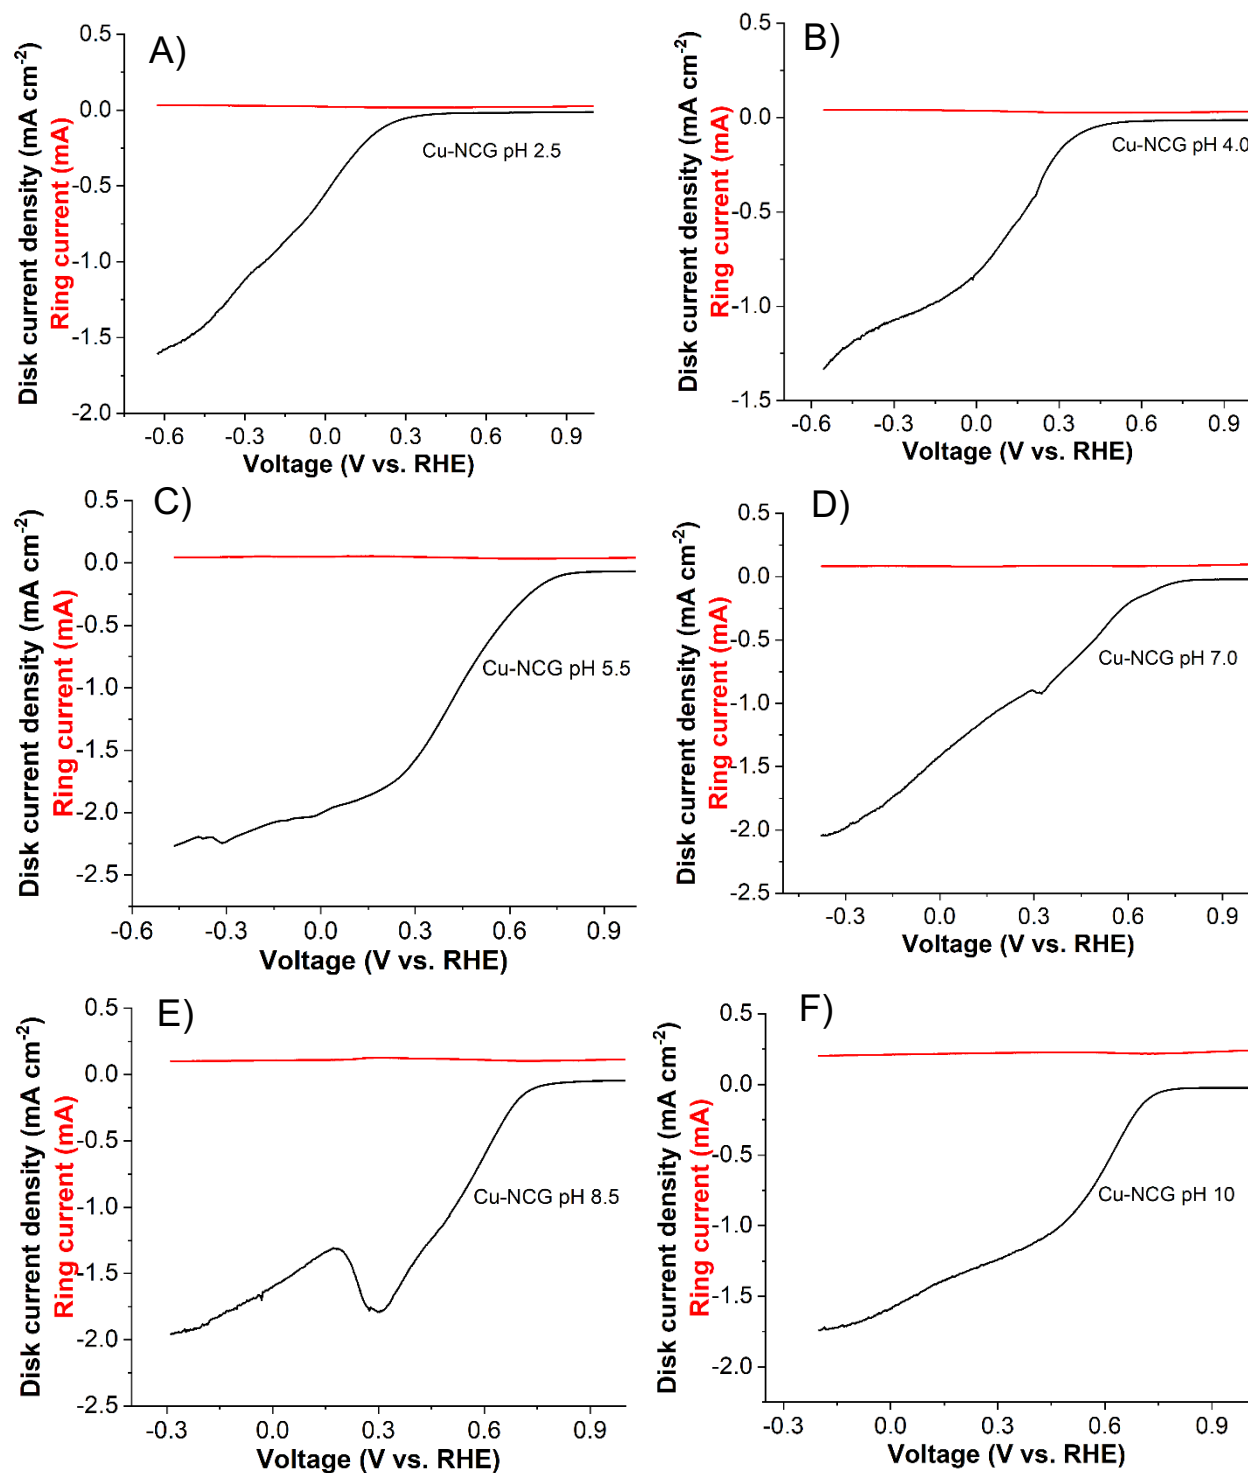 A)
Disk current density (mA cm-2)
Ring current (mA)
0.5
0.0
-0.5
-1.0
-1.5
-2.0
Cu-NCG pH 2.5
-0.6 -0.3 0.0 0.3 0.6 0.9
Voltage (V vs. RHE)
B)
Disk current density (mA cm-2)
Ring current (mA)
0.5
0.0
-0.5
-1.0
-1.5
Cu-NCG pH 4.0
-0.6 -0.3 0.0 0.3 0.6 0.9
Voltage (V vs. RHE)
C)
Disk current density (mA cm-2)
Ring current (mA)
0.5
0.0
-0.5
-1.0
-1.5
-2.0
-2.5
Cu-NCG pH 5.5
-0.6 -0.3 0.0 0.3 0.6 0.9
Voltage (V vs. RHE)
D)
Disk current density (mA cm-2)
Ring current (mA)
0.5
0.0
-0.5
-1.0
-1.5
-2.0
-2.5
Cu-NCG pH 7.0
-0.3 0.0 0.3 0.6 0.9
Voltage (V vs. RHE)
E)
Disk current density (mA cm-2)
Ring current (mA)
0.5
0.0
-0.5
-1.0
-1.5
-2.0
-2.5
Cu-NCG pH 8.5
-0.3 0.0 0.3 0.6 0.9
Voltage (V vs. RHE)
F)
Disk current density (mA cm-2)
Ring current (mA)
0.5
0.0
-0.5
-1.0
-1.5
-2.0
Cu-NCG pH 10
-0.3 0.0 0.3 0.6 0.9
Voltage (V vs. RHE)